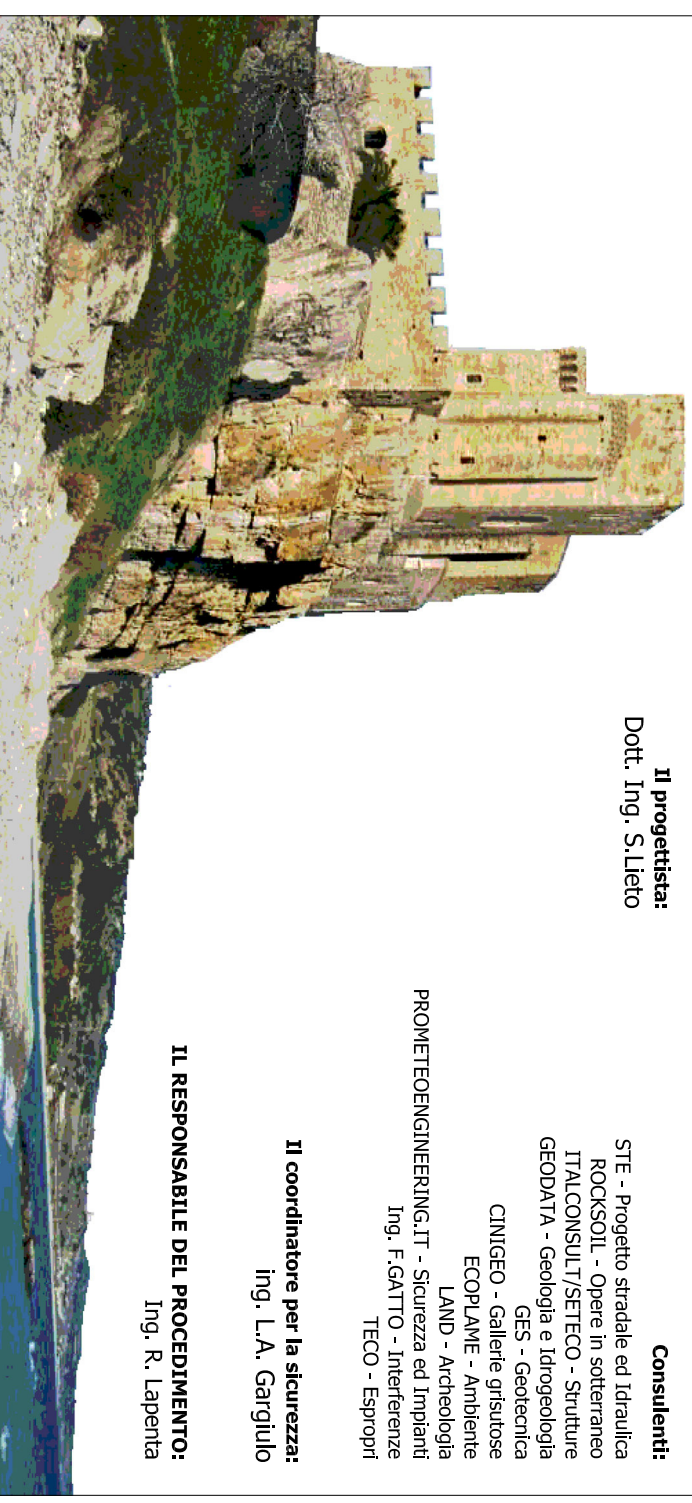 Il progettista:
Dott. Ing. S.Lieto
Consulenti:
STE - Progetto stradale ed Idraulica
ROCKSOIL - Opere in sotterraneo
ITALCONSULT/SETECO - Strutture
GEODATA - Geologia e Idrogeologia
GES - Geotecnica
CINIGEO - Gallerie grisutose
ECOPLAME - Ambiente
LAND - Archeologia
PROMETEOENGINEERING.IT - Sicurezza ed Impianti
Ing. F.GATTO - Interferenze
TECO - Espropri
Il coordinatore per la sicurezza:
ing. L.A. Gargiulo
IL RESPONSABILE DEL PROCEDIMENTO:
Ing. R. Lapenta